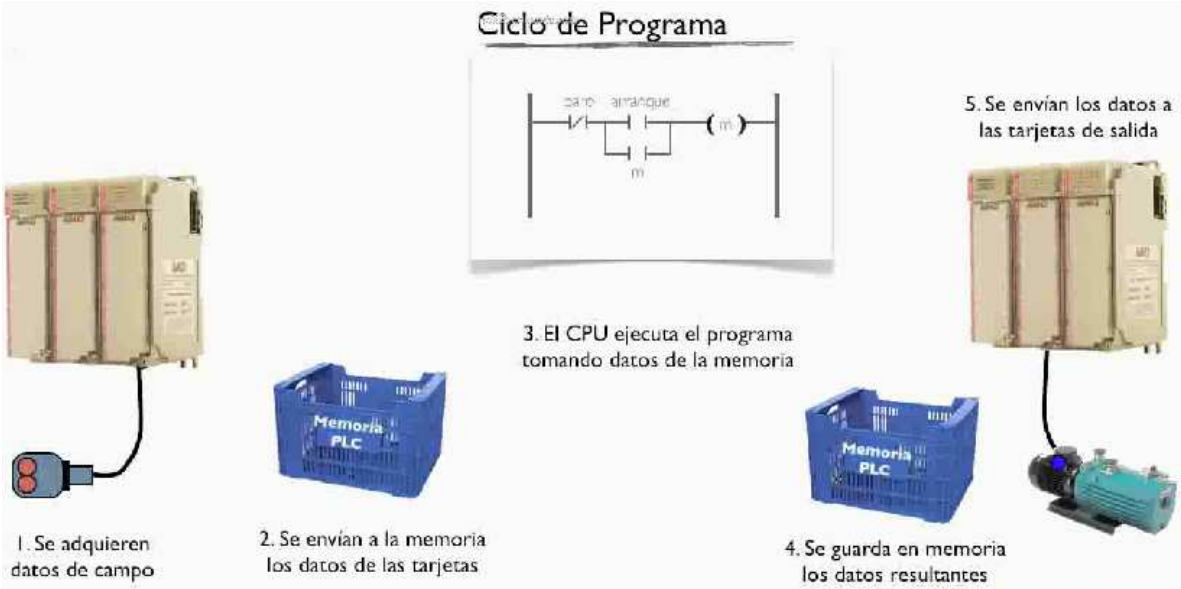 Ciclo de Programa
paro arranque
m
m
5. Se envían los datos a
las tarjetas de salida
3. El CPU ejecuta el programa
tomando datos de la memoria
Memoria
PLC
Memoria
PLC
1. Se adquieren
datos de campo
2. Se envían a la memoria
los datos de las tarjetas
4. Se guarda en memoria
los datos resultantes